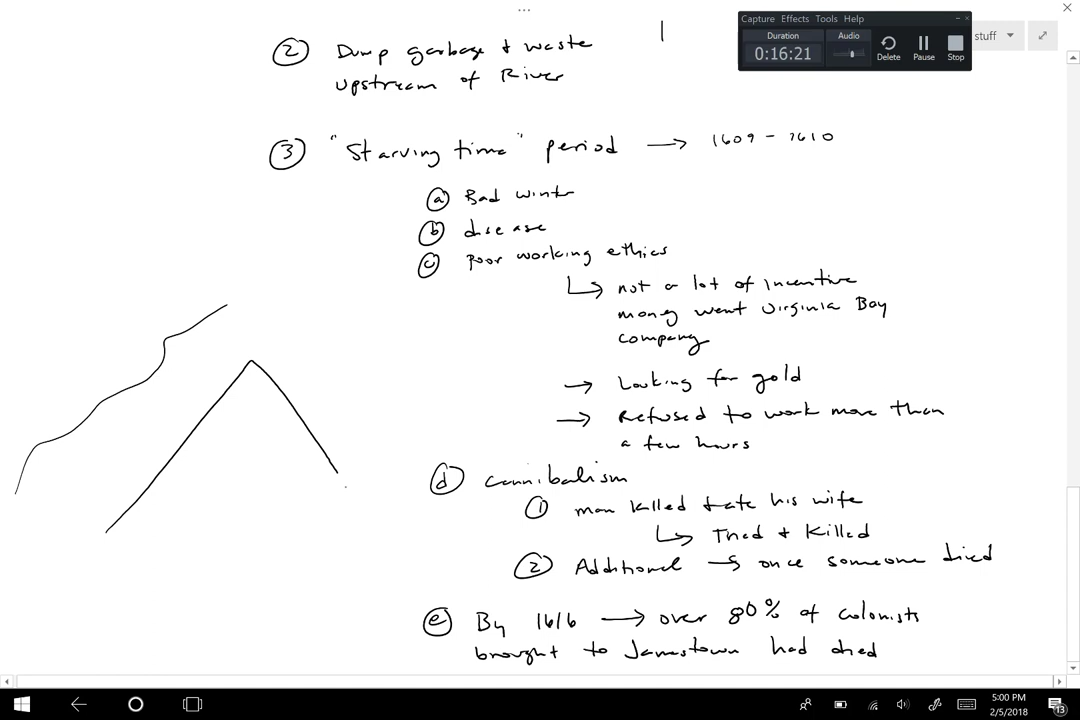 Capture Effects Tools Help
Duration
0:16:21
Audio
Delete
Pause
Stop
stuff
② Dump garbage + waste
upstream of River
③ "Starving time" period → 1609 - 1610
ⓐ Bad winter
ⓑ disease
ⓒ Poor working ethics
↳ not a lot of incentive
money went Virginia Bay
company
→ Looking for gold
→ Refused to work more than
a few hours
ⓓ cannibalism
① man killed + ate his wife
↳ Tried + Killed
② Additional → once someone died
ⓔ By 1616 → over 80% of colonists
brought to Jamestown had died
5:00 PM
2/5/2018
13